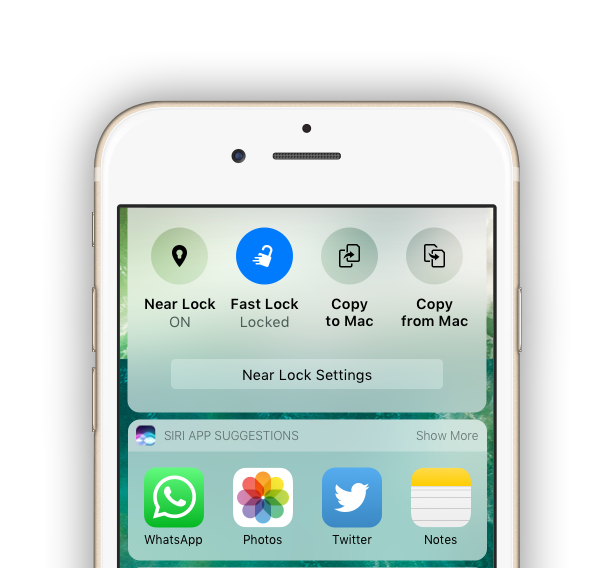 Near Lock
ON
Fast Lock
Locked
Copy
to Mac
Copy
from Mac
Near Lock Settings
SIRI APP SUGGESTIONS
Show More
WhatsApp
Photos
Twitter
Notes